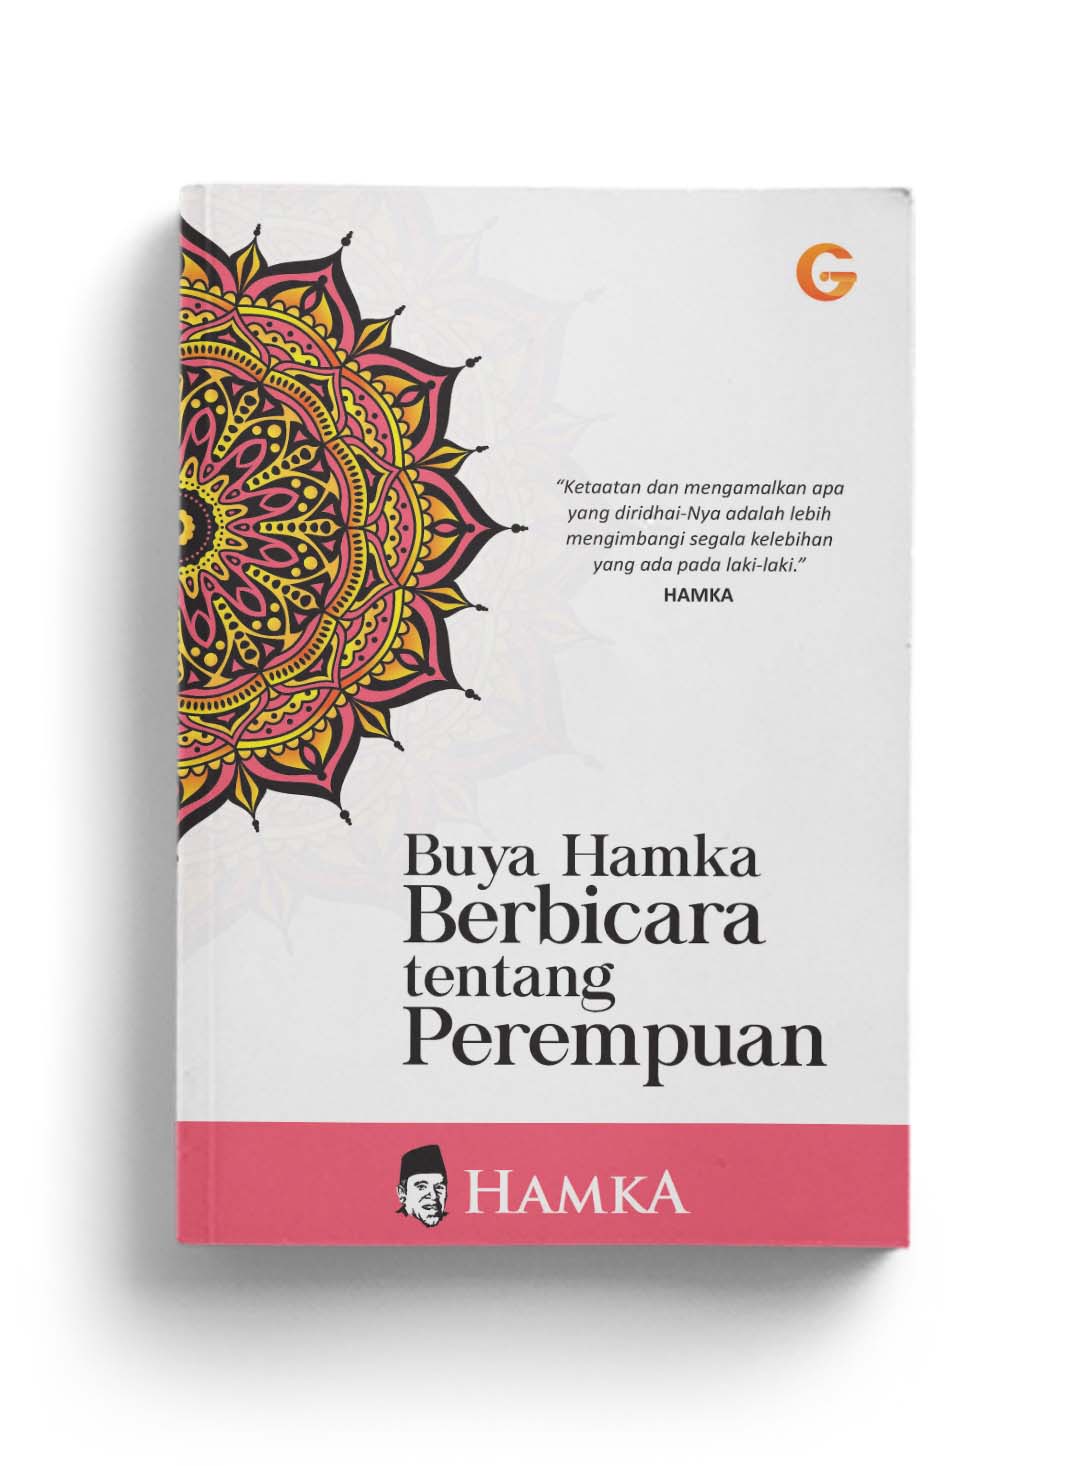 G
“Ketaatan dan mengamalkan apa
yang diridhai-Nya adalah lebih
mengimbangi segala kelebihan
yang ada pada laki-laki.”
HAMKA
Buya Hamka
Berbicara
tentang
Perempuan
HAMKA